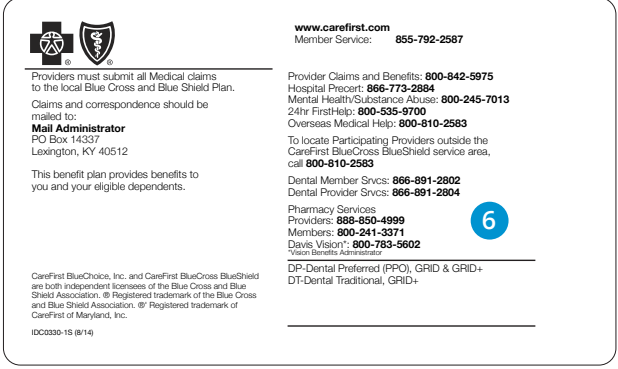 www.carefirst.com
Member Service: 855-792-2587
® ®
Providers must submit all Medical claims
to the local Blue Cross and Blue Shield Plan.
Claims and correspondence should be
mailed to:
Mail Administrator
PO Box 14337
Lexington, KY 40512
This benefit plan provides benefits to
you and your eligible dependents.
CareFirst BlueChoice, Inc. and CareFirst BlueCross BlueShield
are both independent licensees of the Blue Cross and Blue
Shield Association. ® Registered trademark of the Blue Cross
and Blue Shield Association. ®' Registered trademark of
CareFirst of Maryland, Inc.
IDC0330-1S (8/14)
Provider Claims and Benefits: 800-842-5975
Hospital Precert: 866-773-2884
Mental Health/Substance Abuse: 800-245-7013
24hr FirstHelp: 800-535-9700
Overseas Medical Help: 800-810-2583
To locate Participating Providers outside the
CareFirst BlueCross BlueShield service area,
call 800-810-2583
Dental Member Srvcs: 866-891-2802
Dental Provider Srvcs: 866-891-2804
Pharmacy Services
Providers: 888-850-4999
Members: 800-241-3371
Davis Vision*: 800-783-5602
*Vision Benefits Administrator
6
DP-Dental Preferred (PPO), GRID & GRID+
DT-Dental Traditional, GRID+